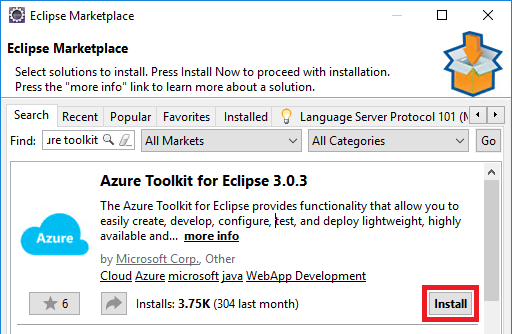 Eclipse Marketplace
Eclipse Marketplace
Select solutions to install. Press Install Now to proceed with installation.
Press the "more info" link to learn more about a solution.
Search Recent Popular Favorites Installed Language Server Protocol 101 (M
Find: ure toolkit All Markets All Categories Go
Azure Toolkit for Eclipse 3.0.3
The Azure Toolkit for Eclipse provides functionality that allow you to
easily create, develop, configure, test, and deploy lightweight, highly
available and... more info
Azure
by Microsoft Corp., Other
Cloud Azure microsoft java WebApp Development
6 Installs: 3.75K (304 last month) Install